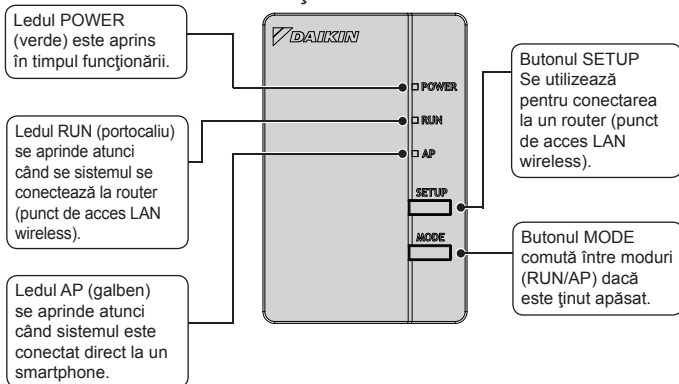 Ledul POWER
(verde) este aprins
în timpul funcţionării.
Ledul RUN (portocaliu)
se aprinde atunci
când se sistemul se
conectează la router
(punct de acces LAN
wireless).
Ledul AP (galben)
se aprinde atunci
când sistemul este
conectat direct la un
smartphone.
DAIKIN
POWER
RUN
AP
SETUP
MODE
Butonul SETUP
Se utilizează
pentru conectarea
la un router (punct
de acces LAN
wireless).
Butonul MODE
comută între moduri
(RUN/AP) dacă
este ţinut apăsat.